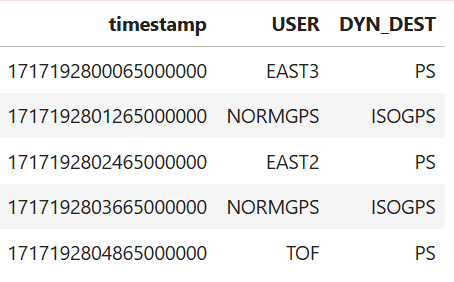 timestamp USER DYN_DEST
1717192800065000000 EAST3 PS
1717192801265000000 NORMGPS ISOGPS
1717192802465000000 EAST2 PS
1717192803665000000 NORMGPS ISOGPS
1717192804865000000 TOF PS